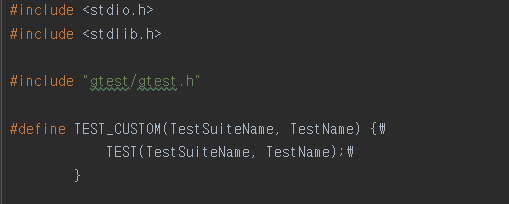 #include <stdio.h>
#include <stdlib.h>
#include "gtest/gtest.h"
#define TEST_CUSTOM(TestSuiteName, TestName) {₩
TEST(TestSuiteName, TestName);₩
}